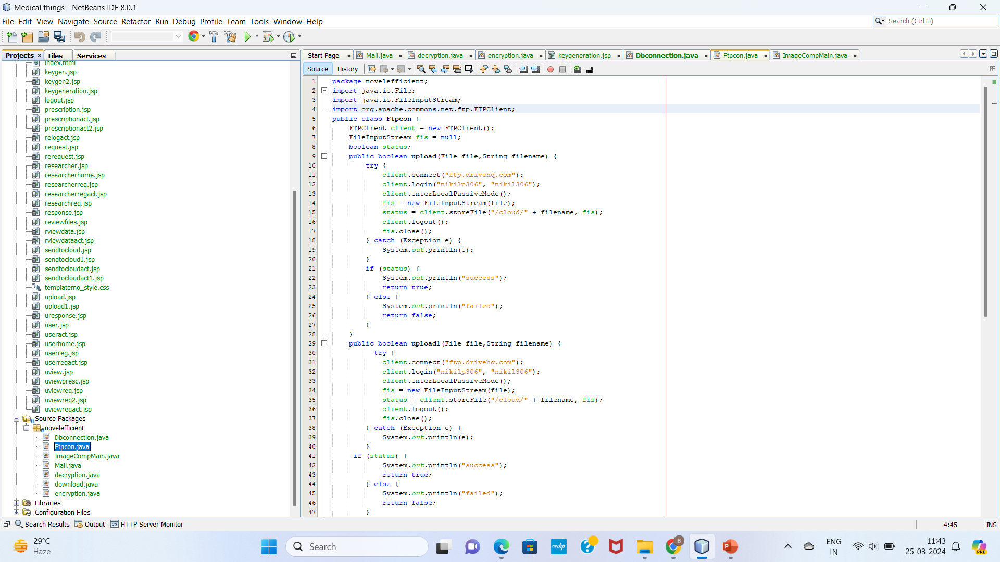 Medical things - NetBeans IDE 8.0.1
File Edit View Navigate Source Refactor Run Debug Profile Team Tools Window Help
Search (Ctrl+I)
Projects Files Services
index.html
keygen.jsp
keygen2.jsp
keygeneration.jsp
logout.jsp
prescription.jsp
prescriptionact.jsp
prescriptionact2.jsp
relogact.jsp
request.jsp
rerequest.jsp
researcher.jsp
researcherhome.jsp
researcherreg.jsp
researcherregact.jsp
researchreq.jsp
response.jsp
reviewfiles.jsp
rviewdata.jsp
rviewdataact.jsp
sendtocloud.jsp
sendtocloud1.jsp
sendtocloudact.jsp
sendtocloudact1.jsp
templatemo_style.css
upload.jsp
upload1.jsp
uresponse.jsp
user.jsp
useract.jsp
userhome.jsp
userreg.jsp
userregact.jsp
uview.jsp
uviewpresc.jsp
uviewreq.jsp
uviewreq2.jsp
uviewreqact.jsp
Source Packages
novelefficient
Dbconnection.java
Ftpcon.java
ImageCompMain.java
Mail.java
decryption.java
download.java
encryption.java
Libraries
Configuration Files
Start Page Mail.java decryption.java encryption.java keygeneration.jsp Dbconnection.java Ftpcon.java ImageCompMain.java
Source History
1 package novelefficient;
2 import java.io.File;
3 import java.io.FileInputStream;
4 import org.apache.commons.net.ftp.FTPClient;
5 public class Ftpcon {
6 FTPClient client = new FTPClient();
7 FileInputStream fis = null;
8 boolean status;
9 public boolean upload(File file,String filename) {
10 try {
11 client.connect("ftp.drivehq.com");
12 client.login("nikilp306", "nikil306");
13 client.enterLocalPassiveMode();
14 fis = new FileInputStream(file);
15 status = client.storeFile("/cloud/" + filename, fis);
16 client.logout();
17 fis.close();
18 } catch (Exception e) {
19 System.out.println(e);
20 }
21 if (status) {
22 System.out.println("success");
23 return true;
24 } else {
25 System.out.println("failed");
26 return false;
27 }
28 }
29 public boolean upload1(File file,String filename) {
30 try {
31 client.connect("ftp.drivehq.com");
32 client.login("nikilp306", "nikil306");
33 client.enterLocalPassiveMode();
34 fis = new FileInputStream(file);
35 status = client.storeFile("/cloud/" + filename, fis);
36 client.logout();
37 fis.close();
38 } catch (Exception e) {
39 System.out.println(e);
40 }
41 if (status) {
42 System.out.println("success");
43 return true;
44 } else {
45 System.out.println("failed");
46 return false;
47 }
Search Results Output HTTP Server Monitor
4:45 INS
29°C
Haze
Search
myhp
B
P
ENG
IN
11:43
25-03-2024
PRE